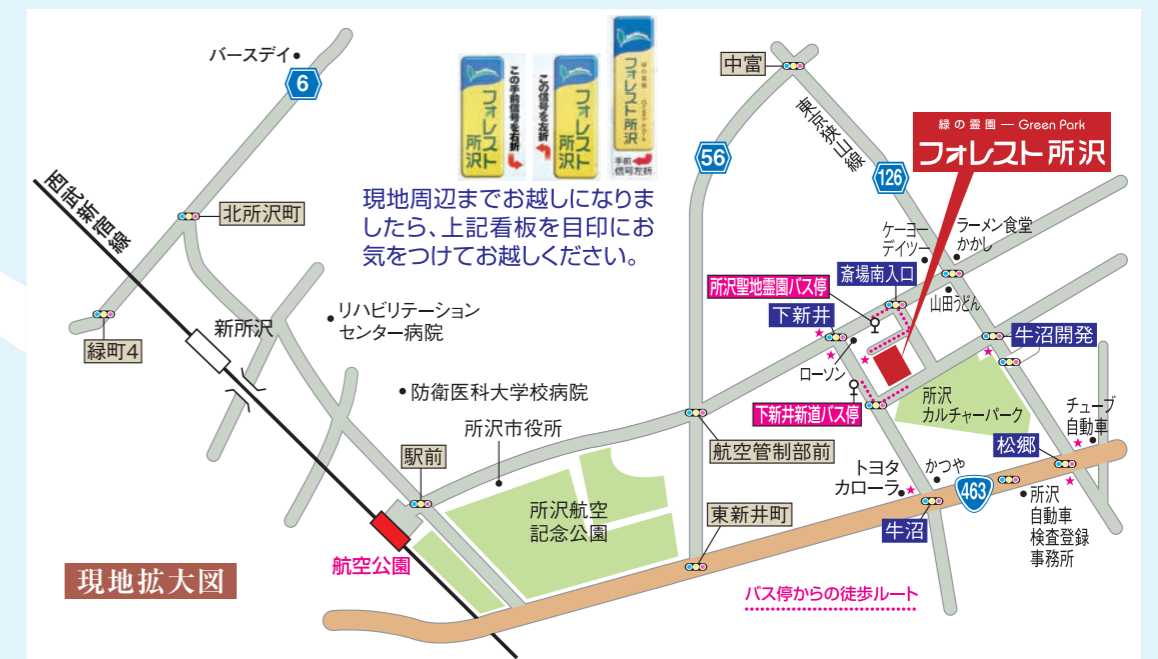 バースデイ
6
西武新宿線
北所沢町
緑町4
新所沢
フォレスト所沢
この手前信号を右折
この信号を左折
フォレスト所沢
緑の霊園 Green Park
フォレスト所沢
手前
信号左折
現地周辺までお越しになりま
したら、上記看板を目印にお
気をつけてお越しください。
中富
東京狭山線
56
126
緑の霊園 ― Green Park
フォレスト所沢
ケーヨー
デイツー
ラーメン食堂
かかし
斎場南入口
所沢聖地霊園バス停
山田うどん
下新井
牛沼開発
ローソン
下新井新道バス停
所沢
カルチャーパーク
チューブ
自動車
松郷
リハビリテーション
センター病院
防衛医科大学校病院
所沢市役所
駅前
航空管制部前
トヨタ
カローラ
かつや
463
牛沼
所沢
自動車
検査登録
事務所
所沢航空
記念公園
東新井町
航空公園
現地拡大図
バス停からの徒歩ルート